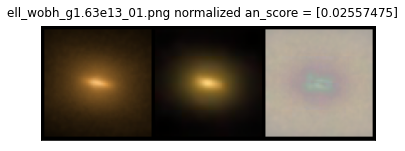 ell_wobh_g1.63e13_01.png normalized an_score = [0.02557475]